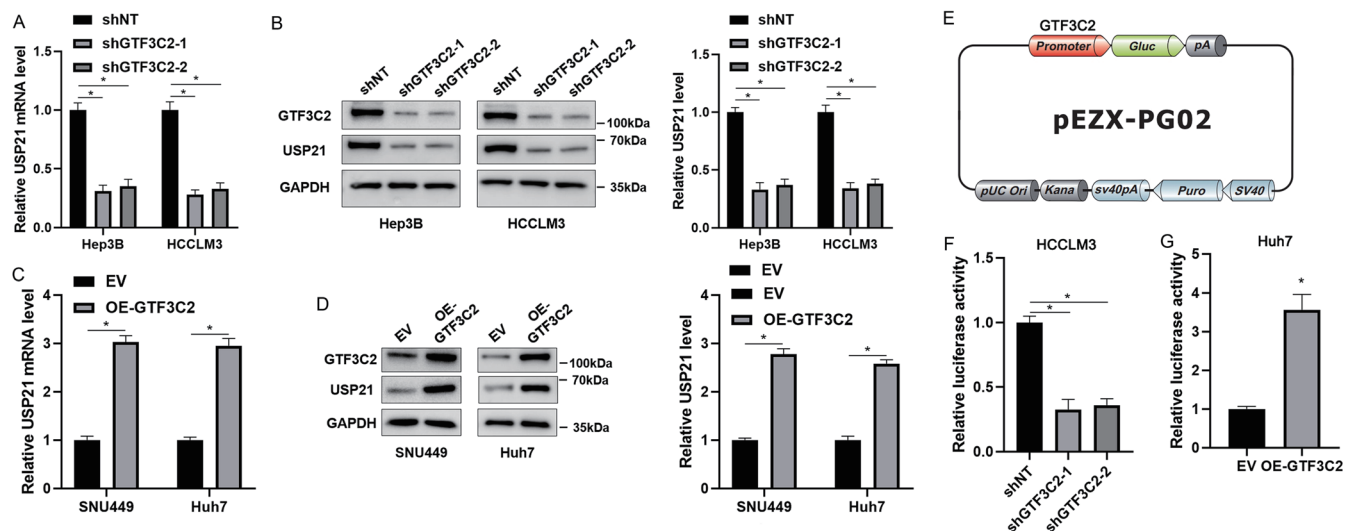 A
shNT
shGTF3C2-1
shGTF3C2-2
Relative USP21 mRNA level
1.5
1.0
0.5
0.0
*
*
*
*
Hep3B
HCCLM3
B
shNT
shGTF3C2-1
shGTF3C2-2
shNT
shGTF3C2-1
shGTF3C2-2
GTF3C2
100kDa
70kDa
USP21
GAPDH
35kDa
Hep3B
HCCLM3
shNT
shGTF3C2-1
shGTF3C2-2
Relative USP21 level
1.5
1.0
0.5
0.0
*
*
*
*
Hep3B
HCCLM3
E
GTF3C2
Promoter
Gluc
pA
pEZX-PG02
pUC Ori
Kana
sv40pA
Puro
SV40
C
EV
OE-GTF3C2
Relative USP21 mRNA level
4
3
2
1
0
*
*
SNU449
Huh7
D
EV
OE-
GTF3C2
EV
OE-
GTF3C2
GTF3C2
100kDa
70kDa
USP21
GAPDH
35kDa
SNU449
Huh7
EV
OE-GTF3C2
Relative USP21 level
4
3
2
1
0
*
*
SNU449
Huh7
F
HCCLM3
Relative luciferase activity
1.5
1.0
0.5
0.0
*
*
shNT
shGTF3C2-1
shGTF3C2-2
G
Huh7
Relative luciferase activity
5
4
3
2
1
0
*
EV
OE-GTF3C2